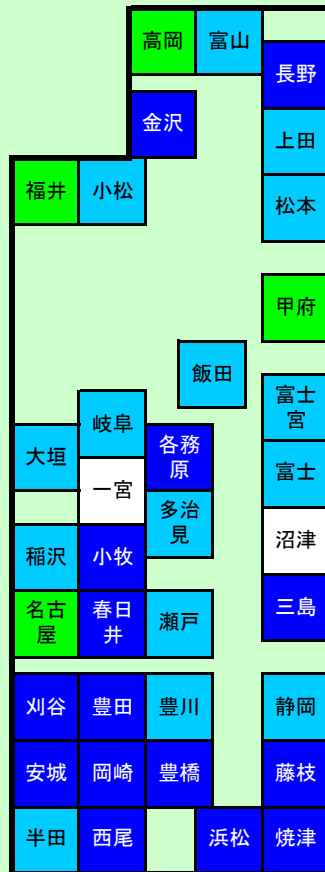 高岡
富山
長野
金沢
上田
福井
小松
松本
甲府
飯田
富士
宮
岐阜
大垣
各務
原
富士
一宮
多治
見
沼津
稲沢
小牧
三島
名古
屋
春日
井
瀬戸
刈谷
豊田
豊川
静岡
安城
岡崎
豊橋
藤枝
半田
西尾
浜松
焼津